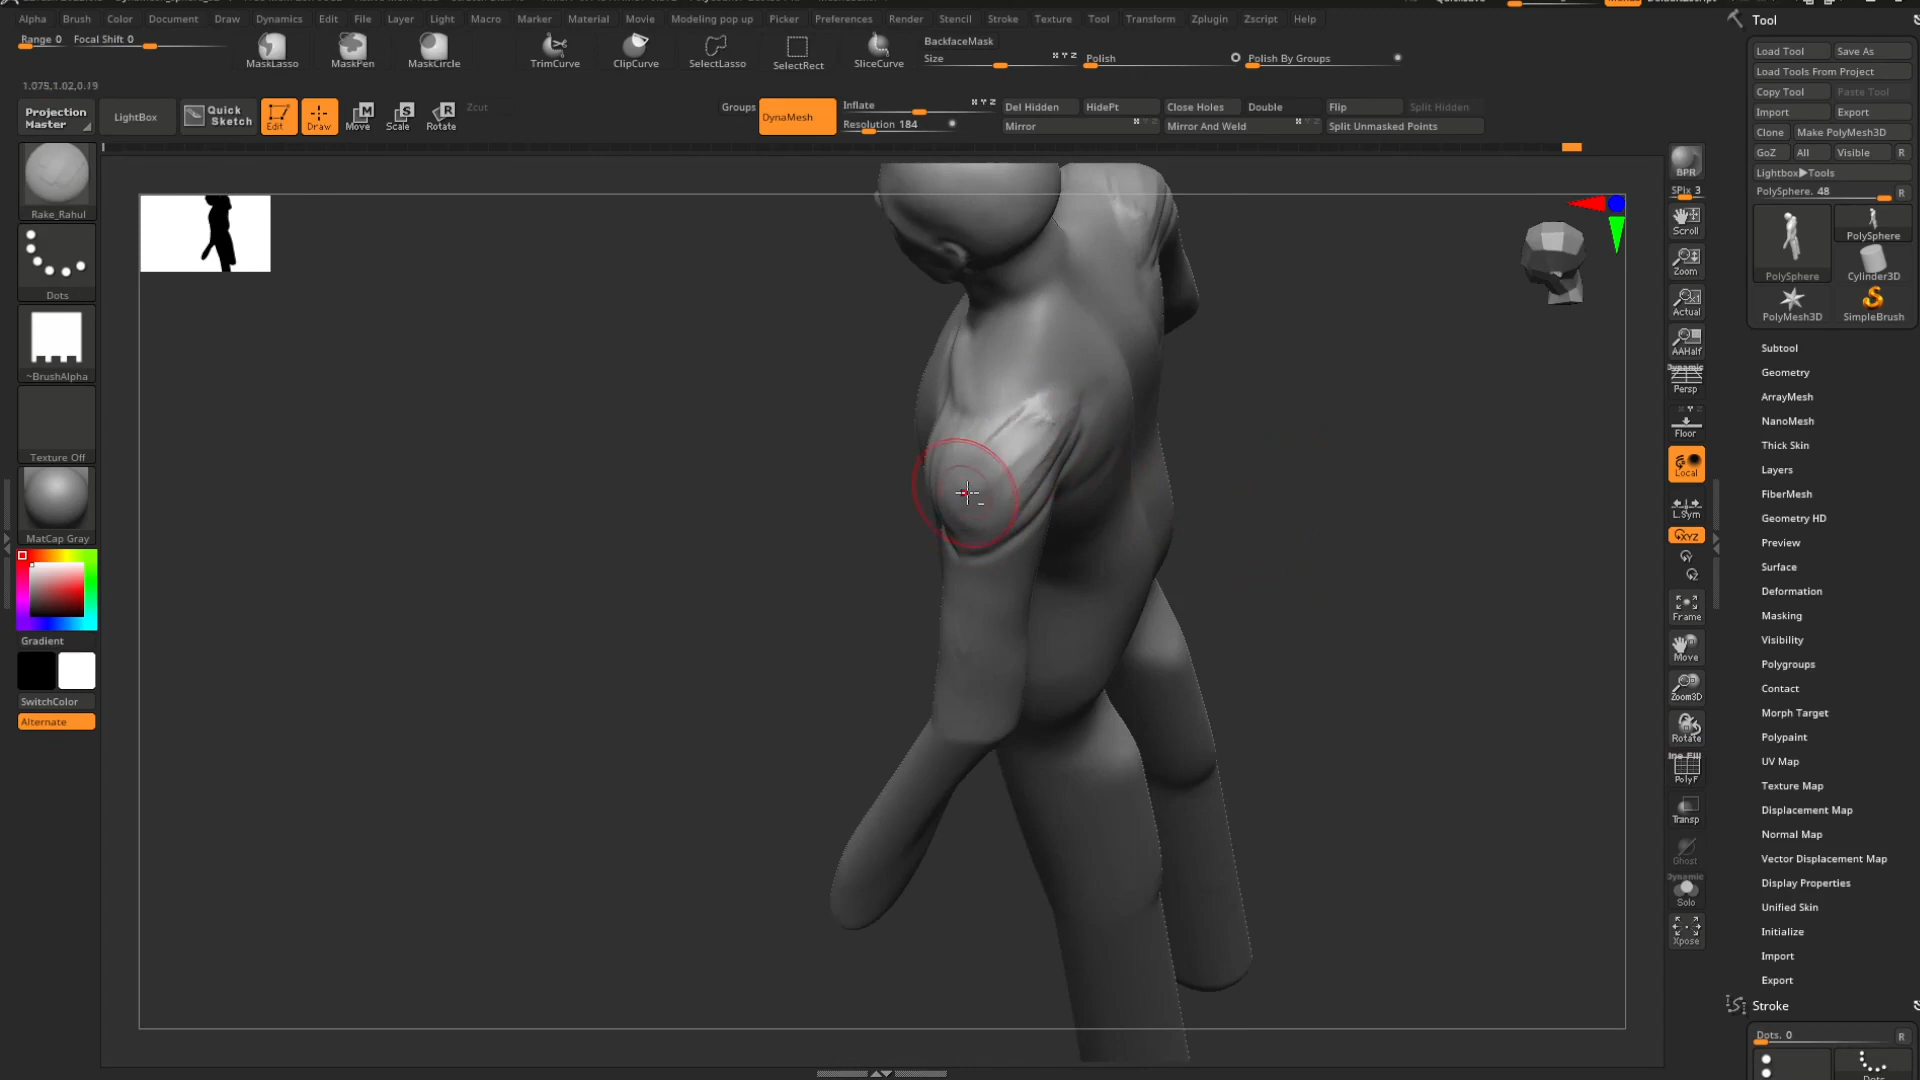 Alpha Brush Color Document Draw Dynamics Edit File Layer Light Macro Marker Material Movie Modeling pop up Picker Preferences Render Stencil Stroke Texture Tool Transform Zplugin Zscript Help
Tool
Range 0 Focal Shift 0
MaskLasso MaskPen MaskCircle TrimCurve ClipCurve SelectLasso SelectRect SliceCurve
BackfaceMask
Size X Y Z Polish Polish By Groups
Load Tool Save As
Load Tools From Project
Copy Tool Paste Tool
Import Export
Clone Make PolyMesh3D
GoZ All Visible R
Lightbox▶Tools
PolySphere. 48 R
1.075,1.02,0.19
Projection Master
LightBox
Quick Sketch
Edit Draw Move Scale Rotate
M S R
Zcut
Groups DynaMesh Inflate X Y Z
Resolution 184
Del Hidden HidePt Close Holes Double Flip Split Hidden
Mirror Mirror And Weld Split Unmasked Points
Rake_Rahul
Dots
~BrushAlpha
Texture Off
MatCap Gray
Gradient
SwitchColor
Alternate
BPR
SPix 3
Scroll
Zoom
Actual
AAHalf
Dynamic
Persp
Floor
Local
L.Sym
XYZ
Y
Z
Frame
Move
Zoom3D
Rotate
PolyF
Transp
Ghost
Dynamic
Solo
Xpose
PolySphere
PolySphere
Cylinder3D
PolyMesh3D SimpleBrush
Subtool
Geometry
ArrayMesh
NanoMesh
Thick Skin
Layers
FiberMesh
Geometry HD
Preview
Surface
Deformation
Masking
Visibility
Polygroups
Contact
Morph Target
Polypaint
UV Map
Texture Map
Displacement Map
Normal Map
Vector Displacement Map
Display Properties
Unified Skin
Initialize
Import
Export
Stroke
Dots. 0 R